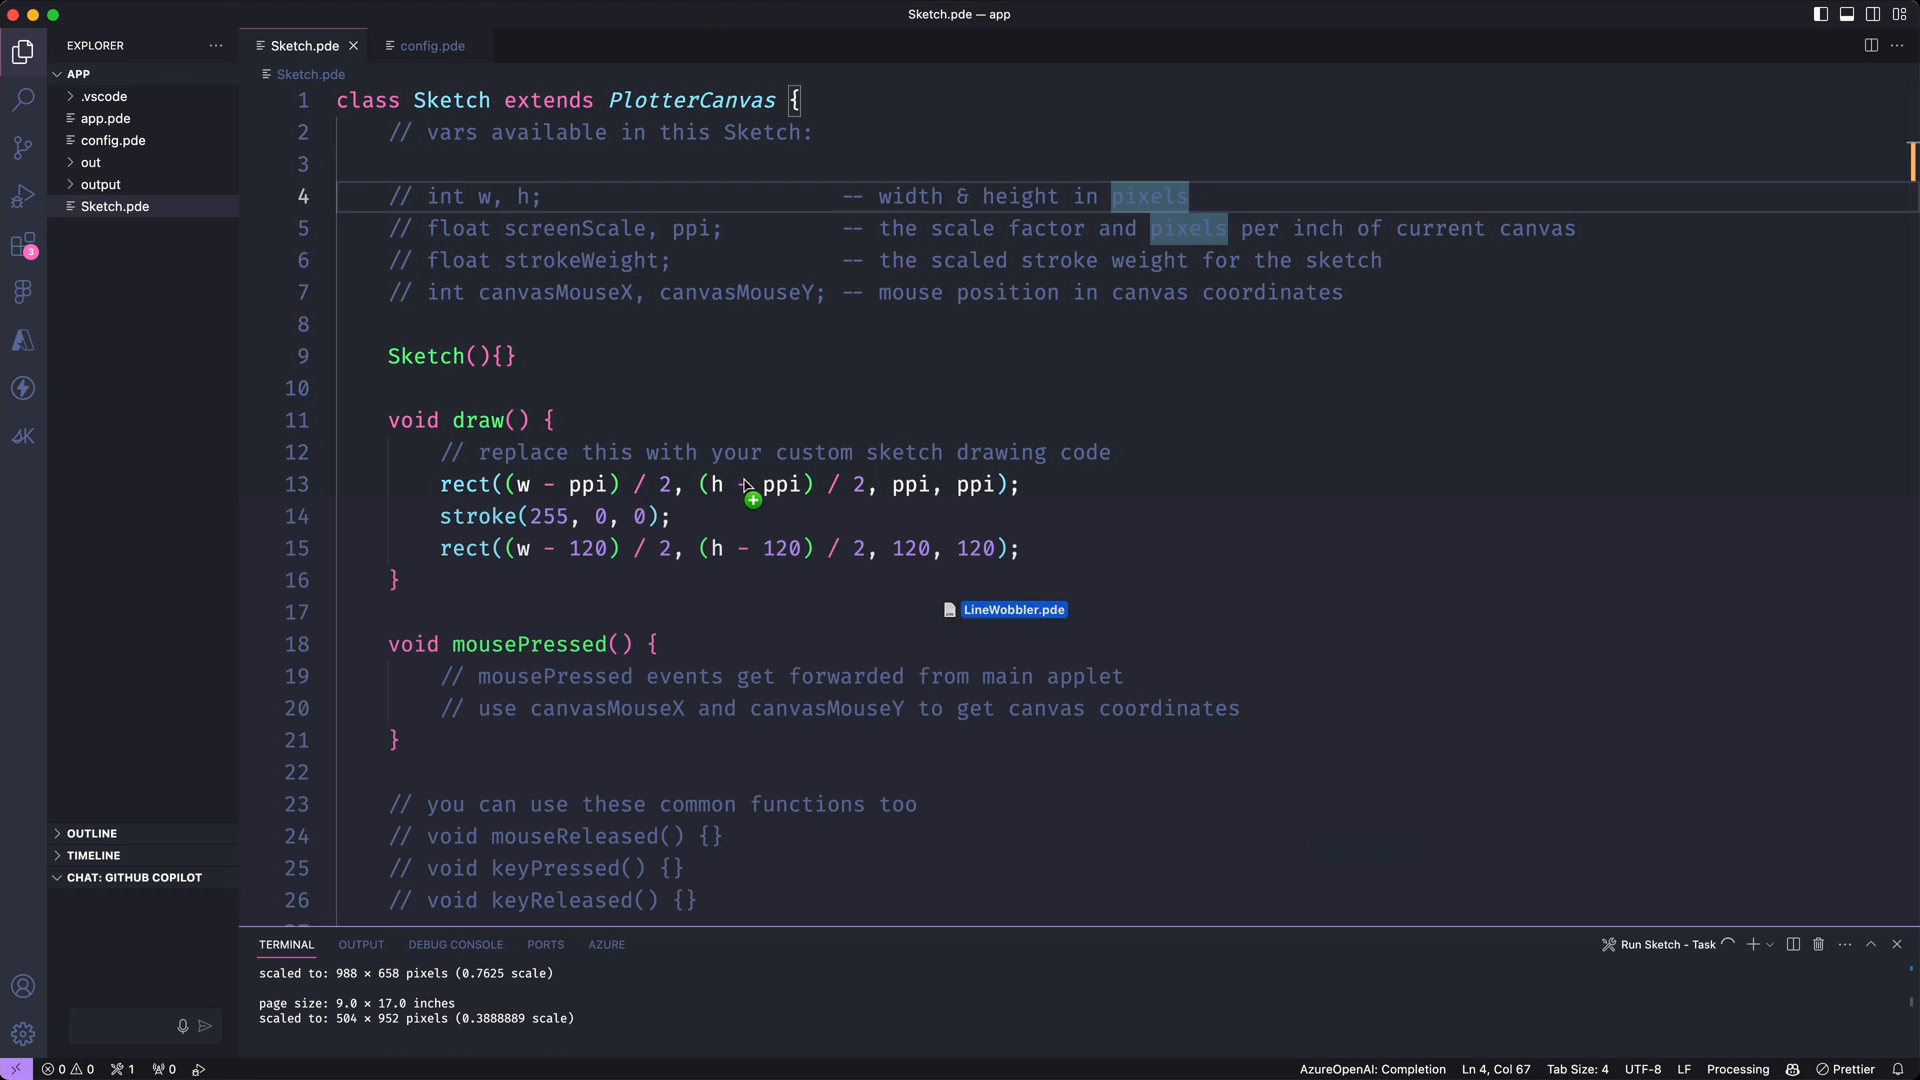 Sketch.pde — app
EXPLORER
APP
.vscode
app.pde
config.pde
out
output
Sketch.pde
OUTLINE
TIMELINE
CHAT: GITHUB COPILOT
3
Sketch.pde
config.pde
Sketch.pde
1 class Sketch extends PlotterCanvas {
2 // vars available in this Sketch:
3
4 // int w, h; -- width & height in pixels
5 // float screenScale, ppi; -- the scale factor and pixels per inch of current canvas
6 // float strokeWeight; -- the scaled stroke weight for the sketch
7 // int canvasMouseX, canvasMouseY; -- mouse position in canvas coordinates
8
9 Sketch(){}
10
11 void draw() {
12 // replace this with your custom sketch drawing code
13 rect((w - ppi) / 2, (h - ppi) / 2, ppi, ppi);
14 stroke(255, 0, 0);
15 rect((w - 120) / 2, (h - 120) / 2, 120, 120);
16 }
LineWobbler.pde
17
18 void mousePressed() {
19 // mousePressed events get forwarded from main applet
20 // use canvasMouseX and canvasMouseY to get canvas coordinates
21 }
22
23 // you can use these common functions too
24 // void mouseReleased() {}
25 // void keyPressed() {}
26 // void keyReleased() {}
TERMINAL OUTPUT DEBUG CONSOLE PORTS AZURE
Run Sketch - Task
scaled to: 988 × 658 pixels (0.7625 scale)
page size: 9.0 × 17.0 inches
scaled to: 504 × 952 pixels (0.3888889 scale)
0 0 1 0
AzureOpenAI: Completion Ln 4, Col 67 Tab Size: 4 UTF-8 LF Processing Prettier